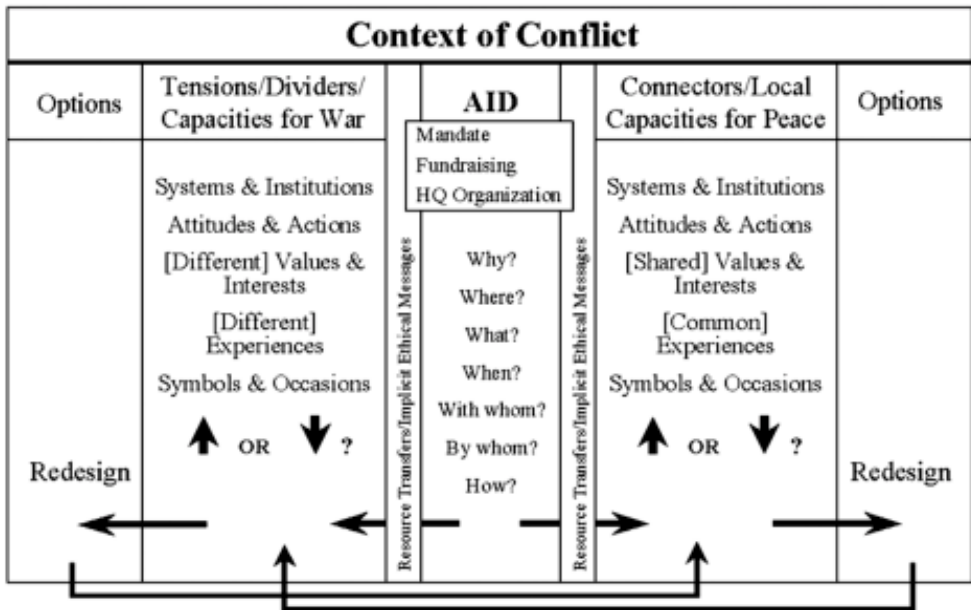 Context of Conflict
Options
Tensions/Dividers/
Capacities for War
AID
Connectors/Local
Capacities for Peace
Options
Mandate
Fundraising
HQ Organization
Systems & Institutions
Attitudes & Actions
[Different] Values &
Interests
[Different]
Experiences
Symbols & Occasions
OR ?
Redesign
Resource Transfers/Implicit Ethical Messages
Why?
Where?
What?
When?
With whom?
By whom?
How?
Resource Transfers/Implicit Ethical Messages
Systems & Institutions
Attitudes & Actions
[Shared] Values &
Interests
[Common]
Experiences
Symbols & Occasions
OR ?
Redesign